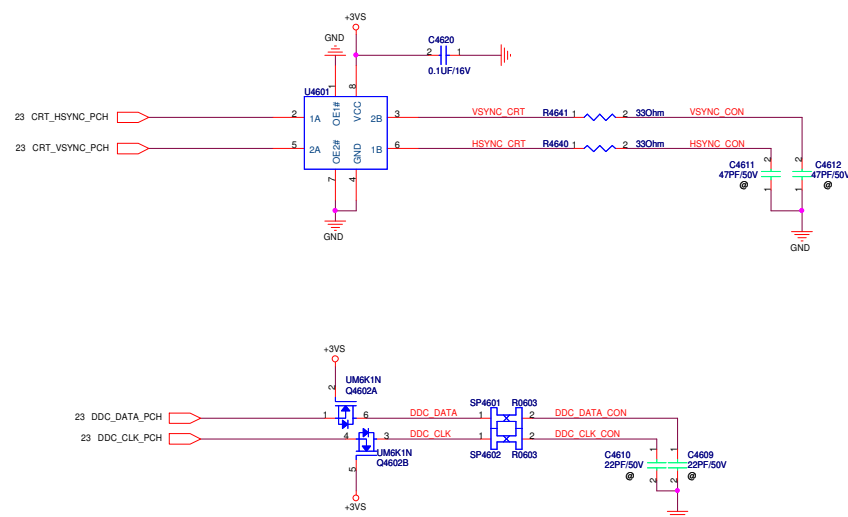 +3VS
GND
C4620
2 1
0.1UF/16V
U4601
1 8
OE1# VCC
23 CRT_HSYNC_PCH 2 1A 2B 3 VSYNC_CRT R4641 1 2 33Ohm VSYNC_CON
23 CRT_VSYNC_PCH 5 2A 1B 6 HSYNC_CRT R4640 1 2 33Ohm HSYNC_CON
OE2# GND
7 4
GND
2 2
C4611 C4612
47PF/50V 47PF/50V
@ @
1 1
GND
+3VS
2
UM6K1N
Q4602A
23 DDC_DATA_PCH 1 6 DDC_DATA 1 SP4601 R0603 2 DDC_DATA_CON
23 DDC_CLK_PCH 4 3 DDC_CLK 1 SP4602 R0603 2 DDC_CLK_CON
UM6K1N
Q4602B
5
+3VS
1 1
C4610 C4609
22PF/50V 22PF/50V
@ @
2 2